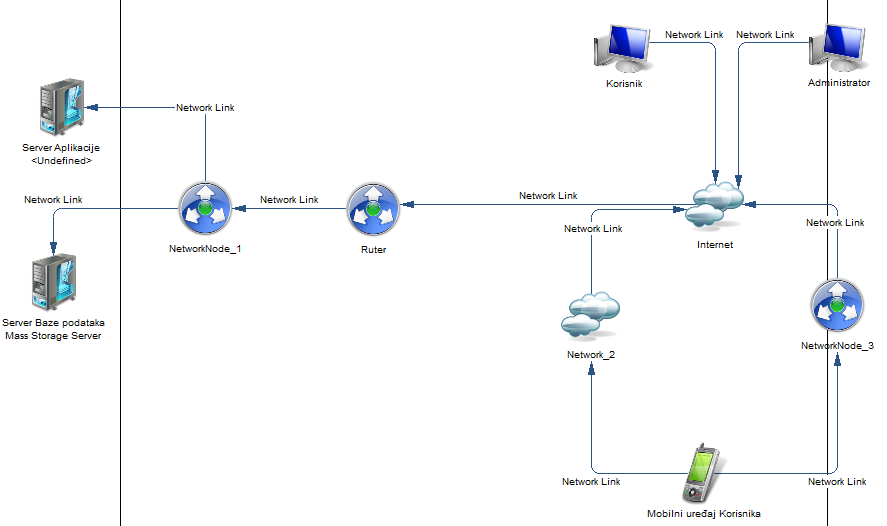 Network Link
Network Link
Korisnik
Administrator
Network Link
Server Aplikacije
<Undefined>
Network Link
Network Link
Network Link
Network Link
Network Link
NetworkNode_1
Ruter
Internet
Server Baze podataka
Mass Storage Server
Network_2
NetworkNode_3
Network Link
Network Link
Mobilni uređaj Korisnika